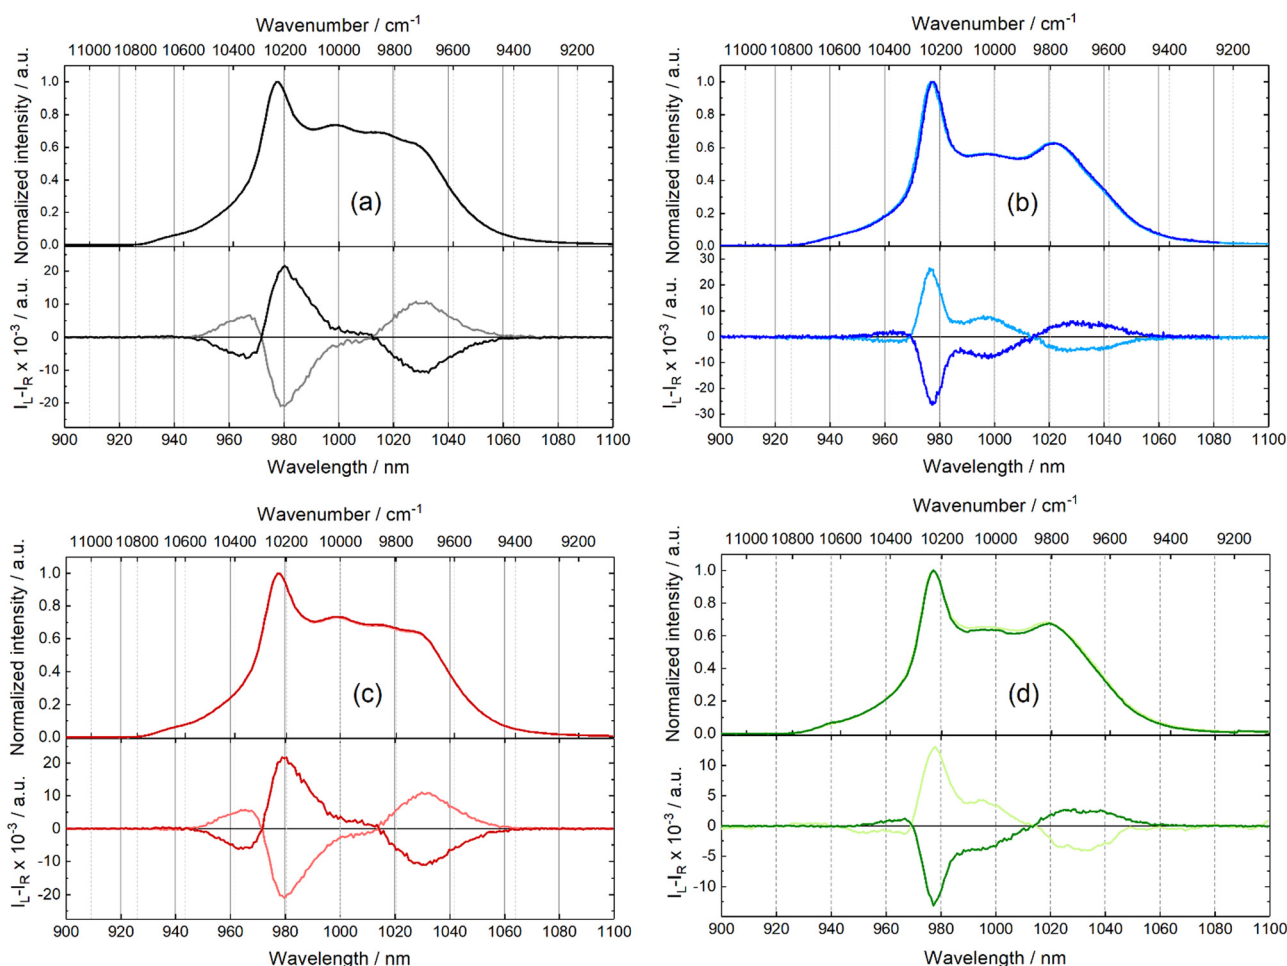 Wavenumber / cm-1
11000 10800 10600 10400 10200 10000 9800 9600 9400 9200
Normalized intensity / a.u.
1.0
0.8
0.6
0.4
0.2
0.0
(a)
IL-IR x 10-3 / a.u.
20
10
0
-10
-20
900 920 940 960 980 1000 1020 1040 1060 1080 1100
Wavelength / nm
Wavenumber / cm-1
11000 10800 10600 10400 10200 10000 9800 9600 9400 9200
Normalized intensity / a.u.
1.0
0.8
0.6
0.4
0.2
0.0
(b)
IL-IR x 10-3 / a.u.
30
20
10
0
-10
-20
-30
900 920 940 960 980 1000 1020 1040 1060 1080 1100
Wavelength / nm
Wavenumber / cm-1
11000 10800 10600 10400 10200 10000 9800 9600 9400 9200
Normalized intensity / a.u.
1.0
0.8
0.6
0.4
0.2
0.0
(c)
IL-IR x 10-3 / a.u.
20
10
0
-10
-20
900 920 940 960 980 1000 1020 1040 1060 1080 1100
Wavelength / nm
Wavenumber / cm-1
11000 10800 10600 10400 10200 10000 9800 9600 9400 9200
Normalized intensity / a.u.
1.0
0.8
0.6
0.4
0.2
0.0
(d)
IL-IR x 10-3 / a.u.
10
5
0
-5
-10
900 920 940 960 980 1000 1020 1040 1060 1080 1100
Wavelength / nm